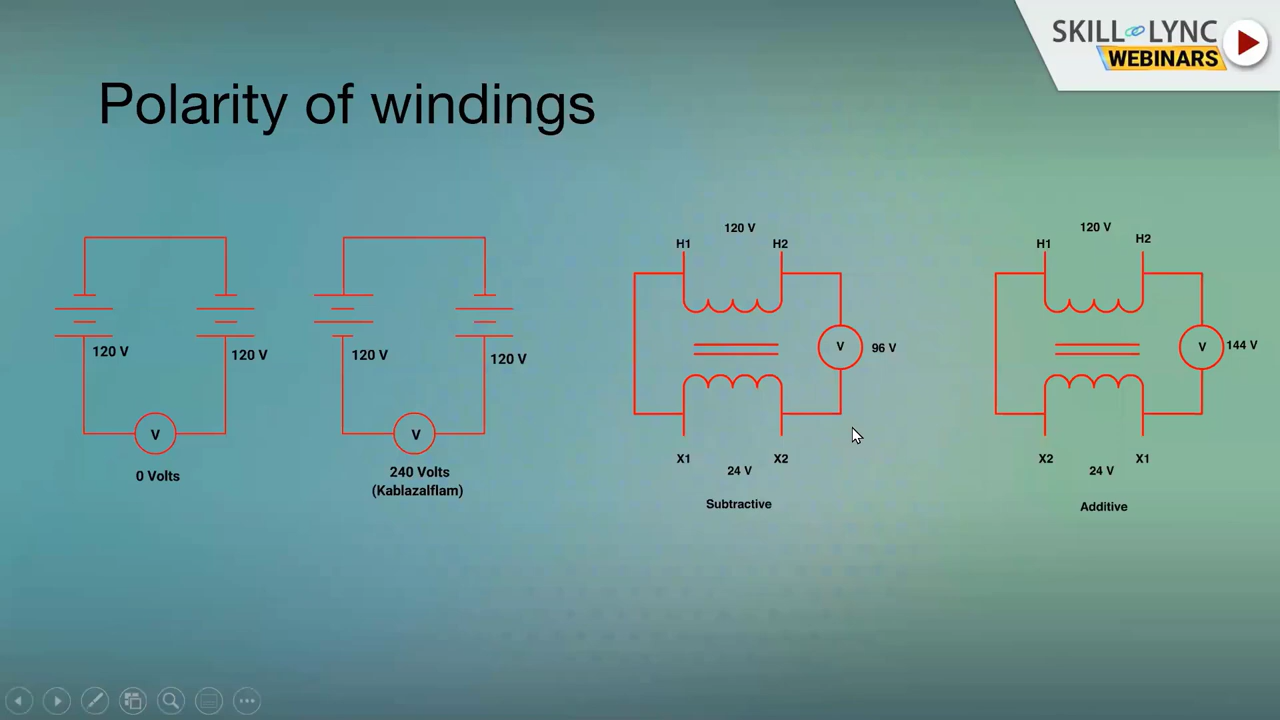 SKILL LYNC
WEBINARS
Polarity of windings
120 V
120 V
V
0 Volts
120 V
120 V
V
240 Volts
(Kablazalflam)
120 V
H1
H2
V
96 V
X1
X2
24 V
Subtractive
120 V
H1
H2
V
144 V
X2
X1
24 V
Additive